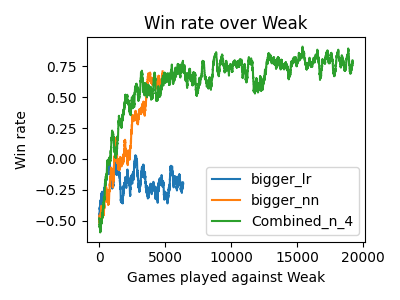 Win rate over Weak
Win rate
0.75
0.50
0.25
0.00
−0.25
−0.50
bigger_lr
bigger_nn
Combined_n_4
0 5000 10000 15000 20000
Games played against Weak